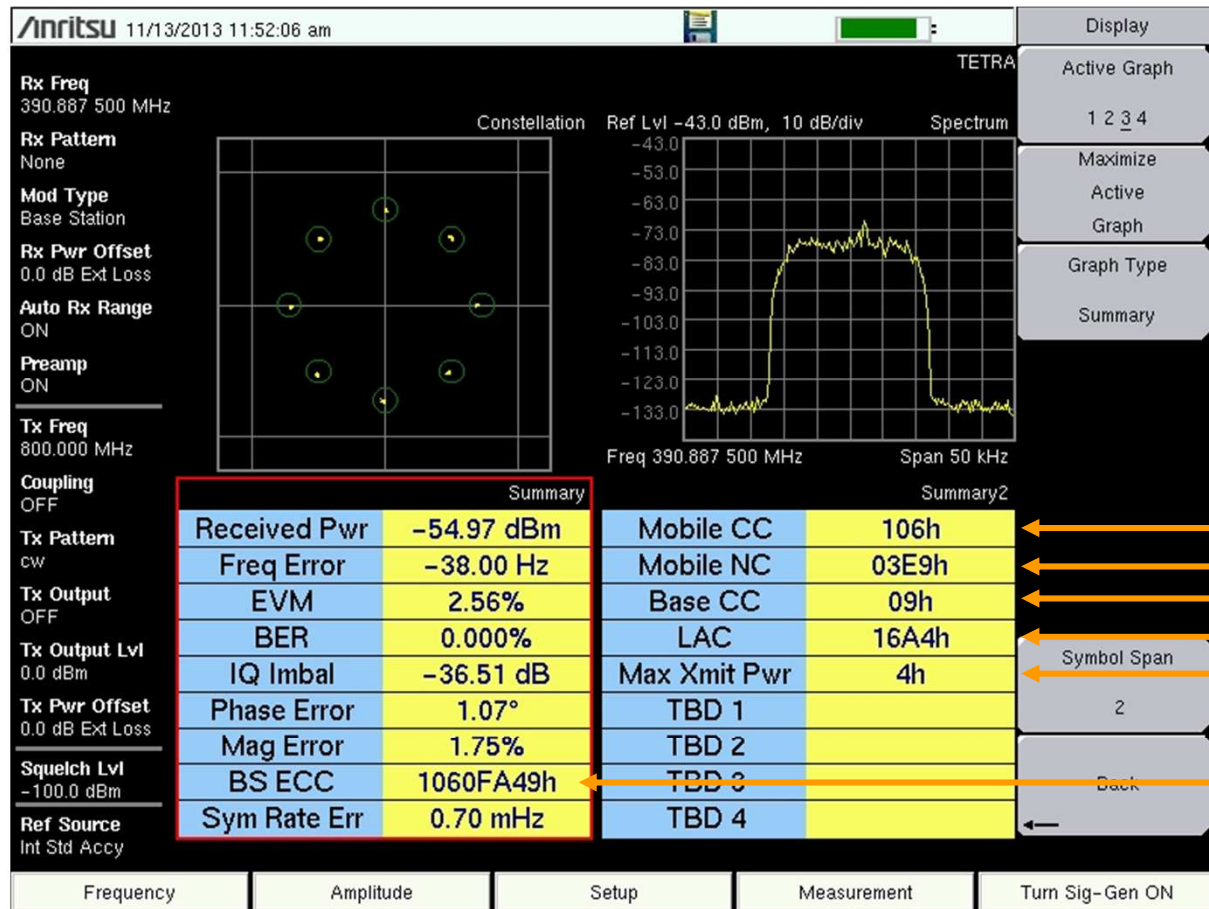 Anritsu 11/13/2013 11:52:06 am
TETRA
Rx Freq
390.887 500 MHz
Rx Pattern
None
Mod Type
Base Station
Rx Pwr Offset
0.0 dB Ext Loss
Auto Rx Range
ON
Preamp
ON
Tx Freq
800.000 MHz
Coupling
OFF
Tx Pattern
CW
Tx Output
OFF
Tx Output Lvl
0.0 dBm
Tx Pwr Offset
0.0 dB Ext Loss
Squelch Lvl
-100.0 dBm
Ref Source
Int Std Accy
Constellation
Ref Lvl -43.0 dBm, 10 dB/div Spectrum
-43.0
-53.0
-63.0
-73.0
-83.0
-93.0
-103.0
-113.0
-123.0
-133.0
Freq 390.887 500 MHz Span 50 kHz
Summary
Received Pwr -54.97 dBm
Freq Error -38.00 Hz
EVM 2.56%
BER 0.000%
IQ Imbal -36.51 dB
Phase Error 1.07°
Mag Error 1.75%
BS ECC 1060FA49h
Sym Rate Err 0.70 mHz
Summary2
Mobile CC 106h
Mobile NC 03E9h
Base CC 09h
LAC 16A4h
Max Xmit Pwr 4h
TBD 1
TBD 2
TBD 3
TBD 4
Display
Active Graph
1 2 3 4
Maximize
Active
Graph
Graph Type
Summary
Symbol Span
2
Back
Frequency Amplitude Setup Measurement Turn Sig-Gen ON